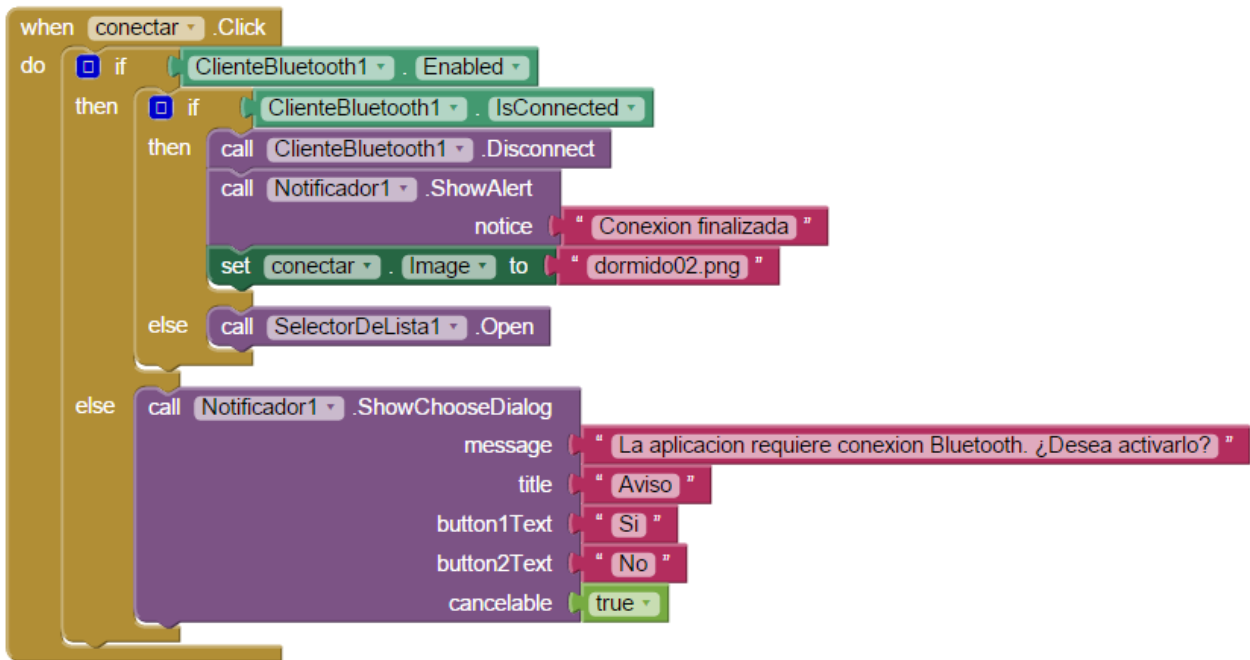 when conectar .Click
do if ClienteBluetooth1 . Enabled
then if ClienteBluetooth1 . IsConnected
then call ClienteBluetooth1 .Disconnect
call Notificador1 .ShowAlert
notice " Conexion finalizada "
set conectar . Image to " dormido02.png "
else call SelectorDeLista1 .Open
else call Notificador1 .ShowChooseDialog
message " La aplicacion requiere conexion Bluetooth. ¿Desea activarlo? "
title " Aviso "
button1Text " Si "
button2Text " No "
cancelable true